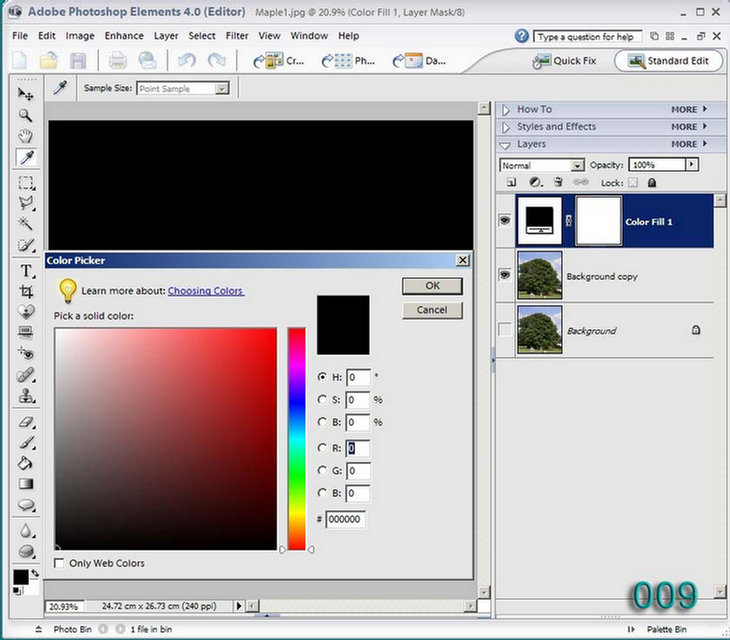 Adobe Photoshop Elements 4.0 (Editor) Maple1.jpg @ 20.9% (Color Fill 1, Layer Mask/8)
File Edit Image Enhance Layer Select Filter View Window Help Type a question for help
Cr... Ph... Da... Quick Fix Standard Edit
Sample Size: Point Sample
How To MORE
Styles and Effects MORE
Layers MORE
Normal Opacity: 100%
Lock:
Color Fill 1
Background copy
Background
Color Picker
Learn more about: Choosing Colors
OK
Cancel
Pick a solid color:
H: 0 °
S: 0 %
B: 0 %
R: 0
G: 0
B: 0
# 000000
Only Web Colors
T
009
20.93% 24.72 cm x 26.73 cm (240 ppi)
Photo Bin 1 file in bin Palette Bin